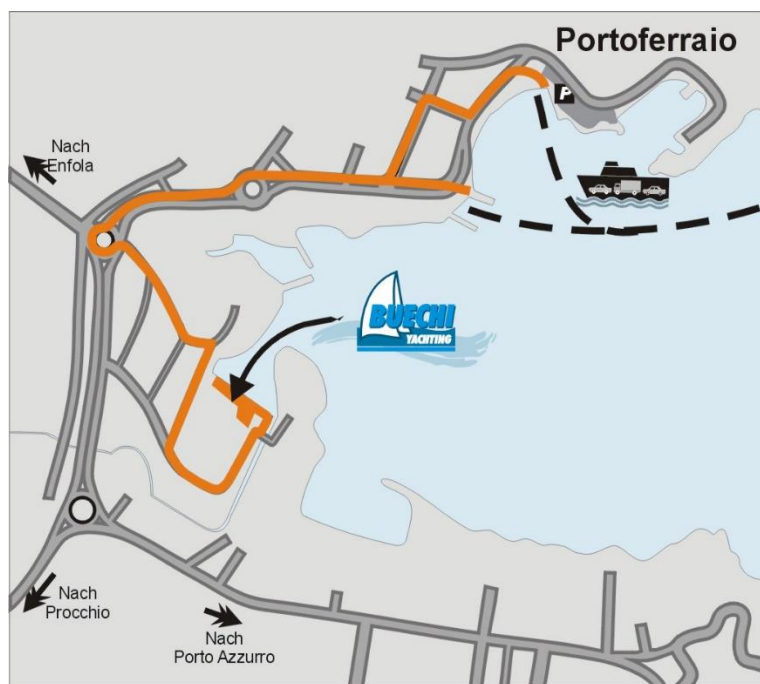 Portoferraio
P
Nach
Enfola
BUECHI
YACHTING
Nach
Procchio
Nach
Porto Azzurro